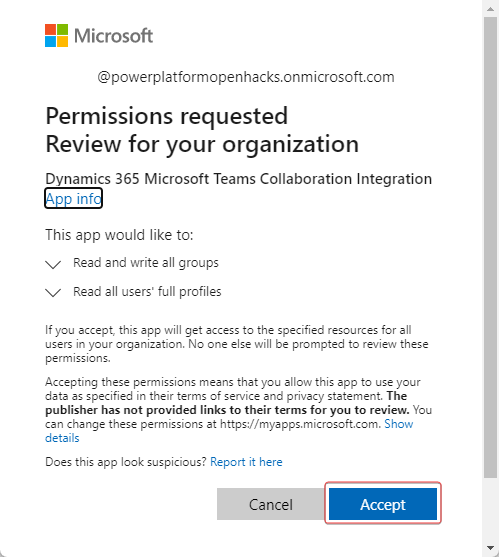 Microsoft
@powerplatformopenhacks.onmicrosoft.com
Permissions requested
Review for your organization
Dynamics 365 Microsoft Teams Collaboration Integration
App info
This app would like to:
Read and write all groups
Read all users' full profiles
If you accept, this app will get access to the specified resources for all
users in your organization. No one else will be prompted to review these
permissions.
Accepting these permissions means that you allow this app to use your
data as specified in their terms of service and privacy statement. The
publisher has not provided links to their terms for you to review. You
can change these permissions at https://myapps.microsoft.com. Show
details
Does this app look suspicious? Report it here
Cancel Accept